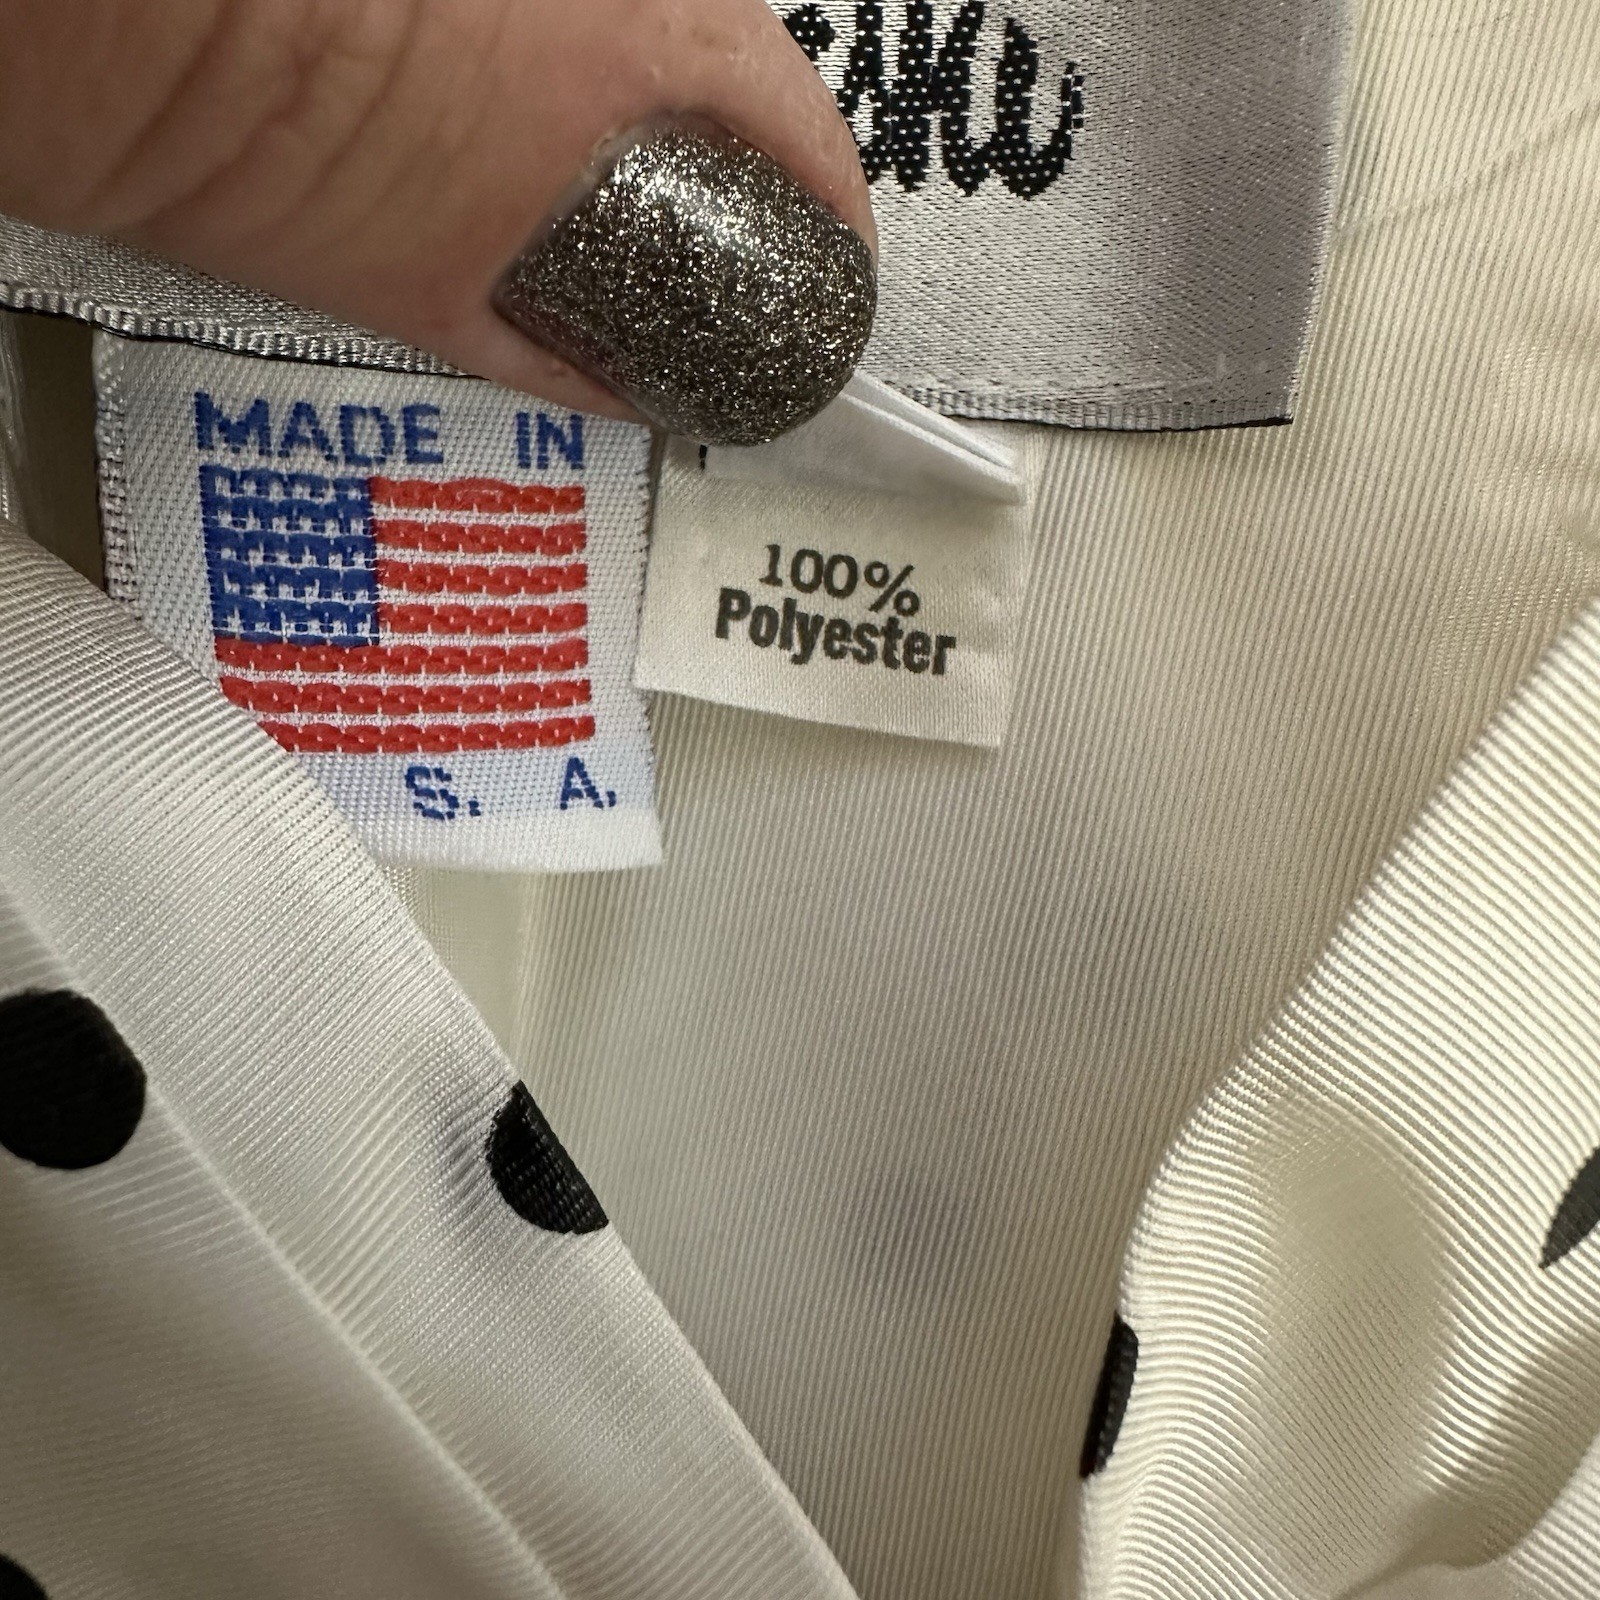 MADE IN
S. A.
100%
Polyester